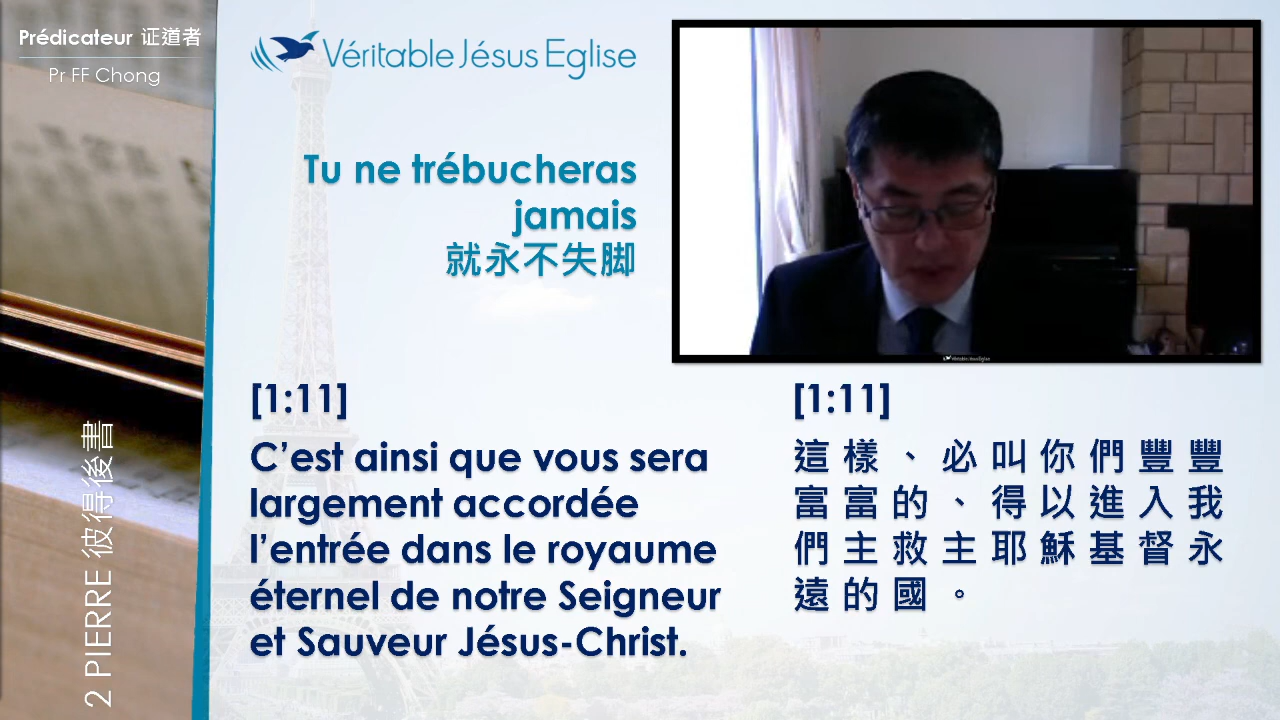 Prédicateur 证道者
Pr FF Chong
Véritable Jésus Eglise
Tu ne trébucheras
jamais
就永不失脚
[1:11]
C’est ainsi que vous sera
largement accordée
l’entrée dans le royaume
éternel de notre Seigneur
et Sauveur Jésus-Christ.
[1:11]
這樣、必叫你們豐豐
富富的、得以進入我
們主救主耶穌基督永
遠的國。
2 PIERRE 彼得後書
Véritable Jésus Eglise